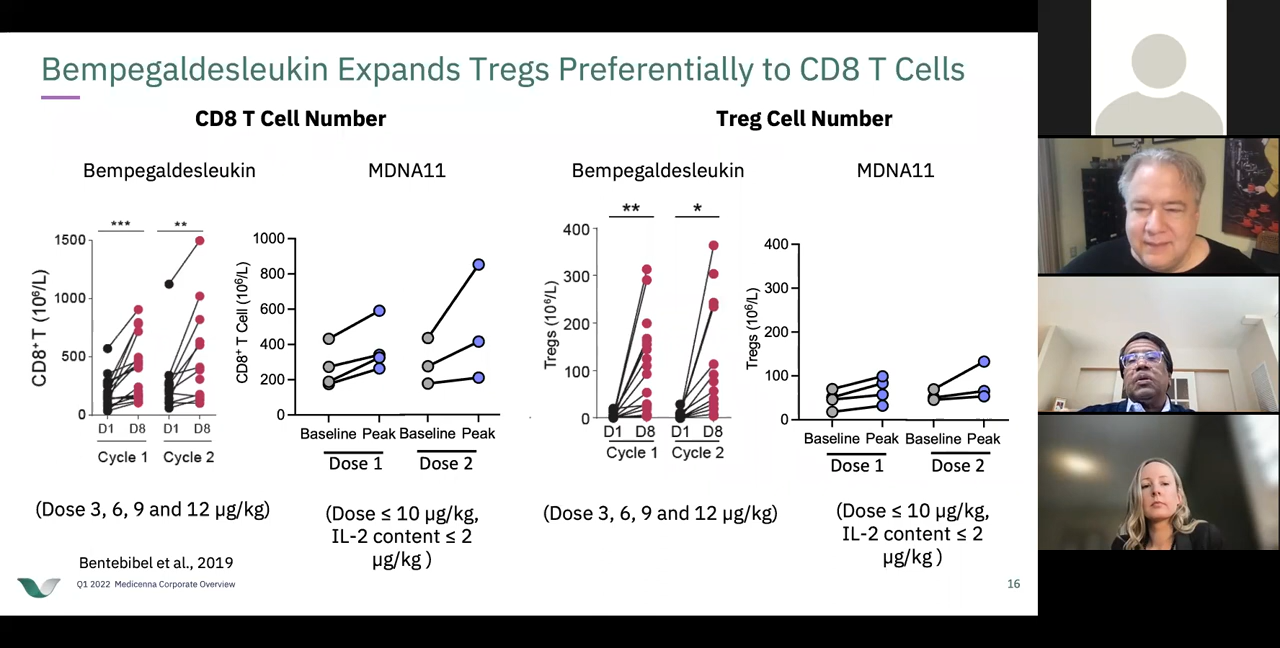 Bempegaldesleukin Expands Tregs Preferentially to CD8 T Cells
CD8 T Cell Number
Bempegaldesleukin
CD8⁺ T (10⁶/L)
1500
1000
500
0
***
**
D1 D8 D1 D8
Cycle 1 Cycle 2
(Dose 3, 6, 9 and 12 µg/kg)
MDNA11
CD8⁺ T Cell (10⁶/L)
1000
800
600
400
200
0
Baseline Peak Baseline Peak
Dose 1 Dose 2
(Dose ≤ 10 µg/kg,
IL-2 content ≤ 2
µg/kg )
Treg Cell Number
Bempegaldesleukin
Tregs (10⁶/L)
400
300
200
100
0
**
*
D1 D8 D1 D8
Cycle 1 Cycle 2
(Dose 3, 6, 9 and 12 µg/kg)
MDNA11
Tregs (10⁶/L)
400
300
200
100
0
Baseline Peak Baseline Peak
Dose 1 Dose 2
(Dose ≤ 10 µg/kg,
IL-2 content ≤ 2
µg/kg )
Bentebibel et al., 2019
Q1 2022 Medicenna Corporate Overview
16